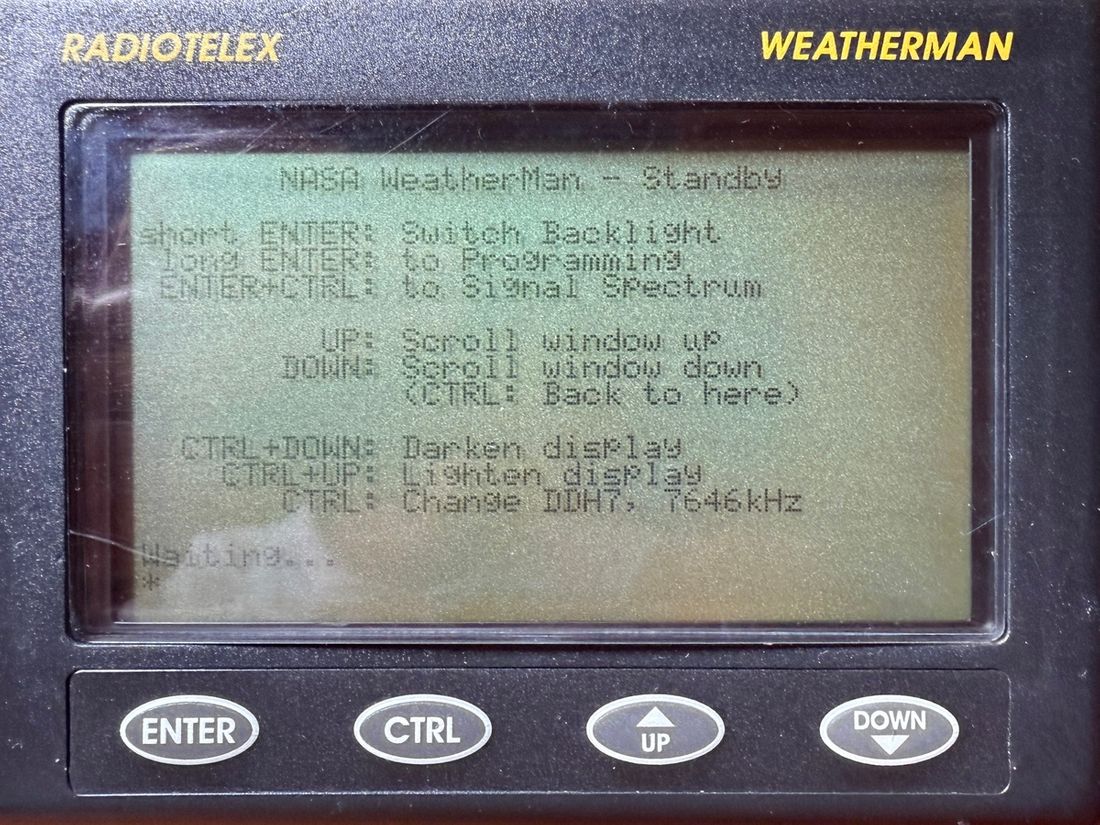 RADIOTELEX WEATHERMAN
NASA WeatherMan - Standby
short ENTER: Switch Backlight
long ENTER: to Programming
ENTER+CTRL: to Signal Spectrum
UP: Scroll window up
DOWN: Scroll window down
(CTRL: Back to here)
CTRL+DOWN: Darken display
CTRL+UP: Lighten display
CTRL: Change DDH7, 7646kHz
Waiting...
*
ENTER CTRL UP DOWN